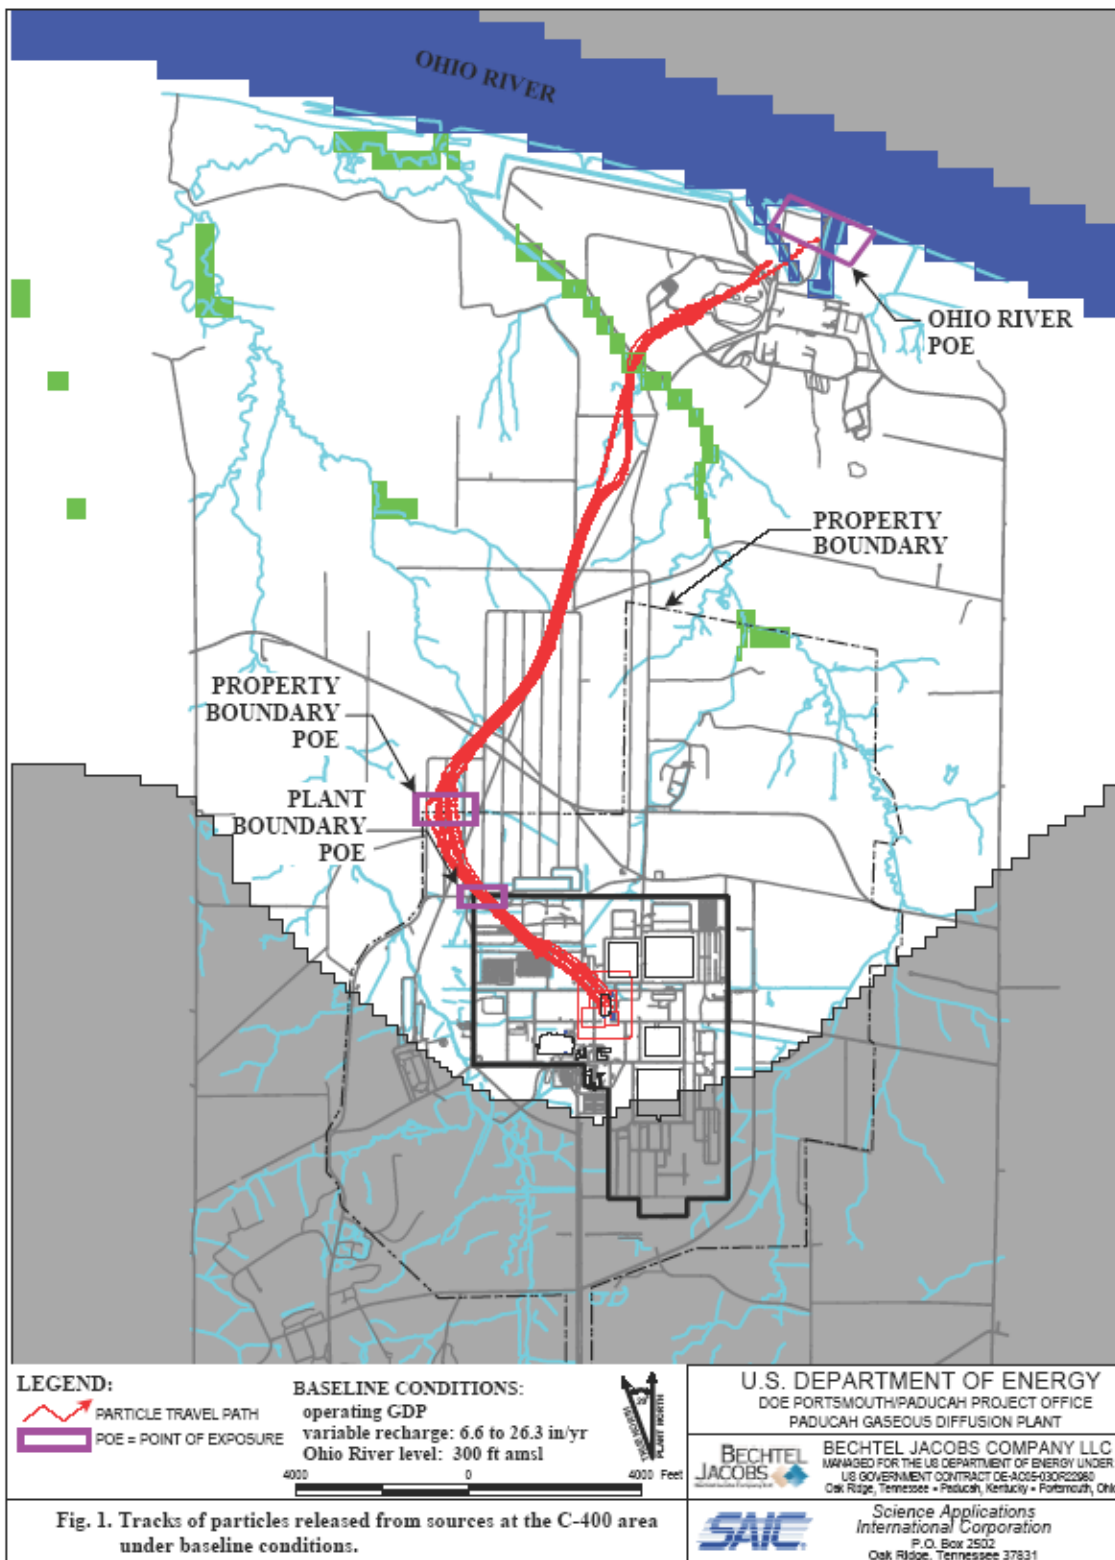 OHIO RIVER
OHIO RIVER
POE
PROPERTY
BOUNDARY
PROPERTY
BOUNDARY
POE
PLANT
BOUNDARY
POE
LEGEND:
PARTICLE TRAVEL PATH
POE = POINT OF EXPOSURE
BASELINE CONDITIONS:
operating GDP
variable recharge: 6.6 to 26.3 in/yr
Ohio River level: 300 ft amsl
TRUE NORTH
PLANT NORTH
4000 0 4000 Feet
Fig. 1. Tracks of particles released from sources at the C-400 area
under baseline conditions.
U.S. DEPARTMENT OF ENERGY
DOE PORTSMOUTH/PADUCAH PROJECT OFFICE
PADUCAH GASEOUS DIFFUSION PLANT
BECHTEL
JACOBS
BECHTEL JACOBS COMPANY LLC
MANAGED FOR THE US DEPARTMENT OF ENERGY UNDER
US GOVERNMENT CONTRACT DE-AC05-03OR22980
Oak Ridge, Tennessee • Paducah, Kentucky • Portsmouth, Ohio
SAIC
Science Applications
International Corporation
P.O. Box 2502
Oak Ridge, Tennessee 37831